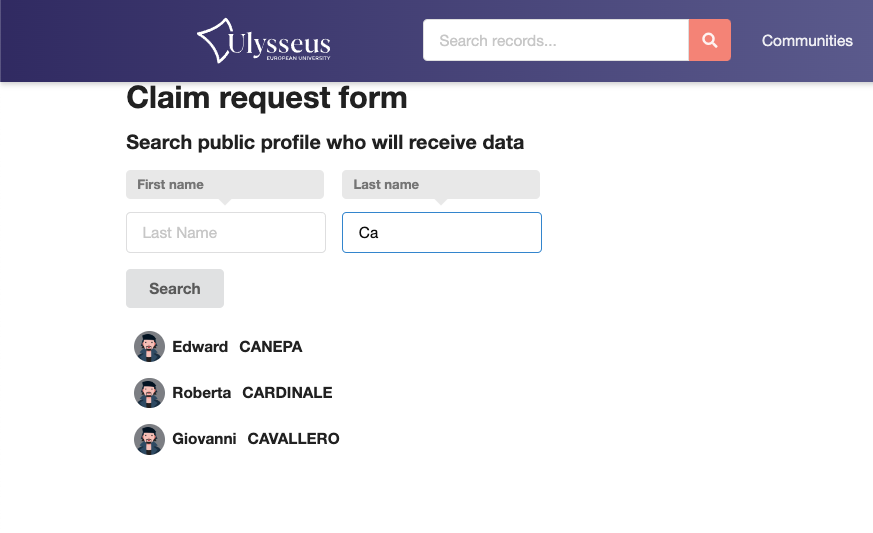 Ulysseus
EUROPEAN UNIVERSITY
Search records...
Communities
Claim request form
Search public profile who will receive data
First name
Last name
Last Name
Ca
Search
Edward CANEPA
Roberta CARDINALE
Giovanni CAVALLERO